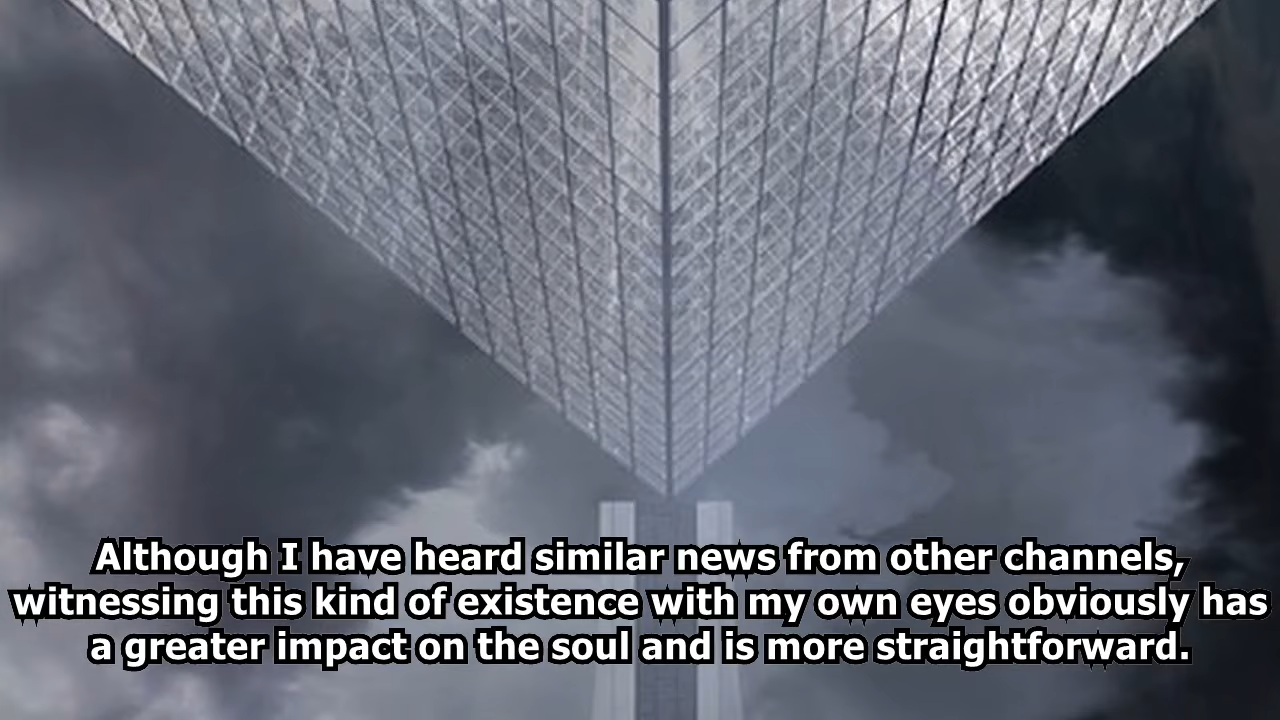 Although I have heard similar news from other channels,
witnessing this kind of existence with my own eyes obviously has
a greater impact on the soul and is more straightforward.